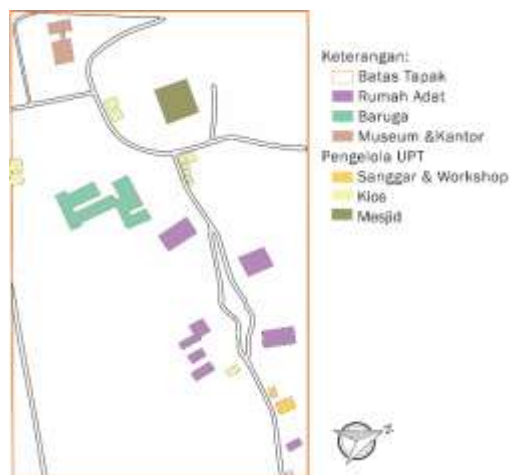 Keterangan:
Batas Tapak
Rumah Adat
Baruga
Museum &Kantor
Pengelola UPT
Sanggar & Workshop
Kios
Mesjid